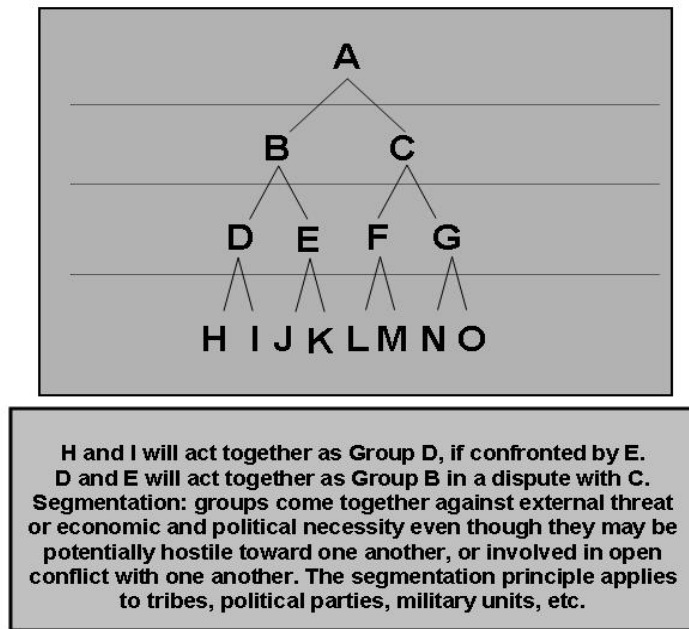 A
B C
D E F G
H I J K L M N O
H and I will act together as Group D, if confronted by E.
D and E will act together as Group B in a dispute with C.
Segmentation: groups come together against external threat
or economic and political necessity even though they may be
potentially hostile toward one another, or involved in open
conflict with one another. The segmentation principle applies
to tribes, political parties, military units, etc.